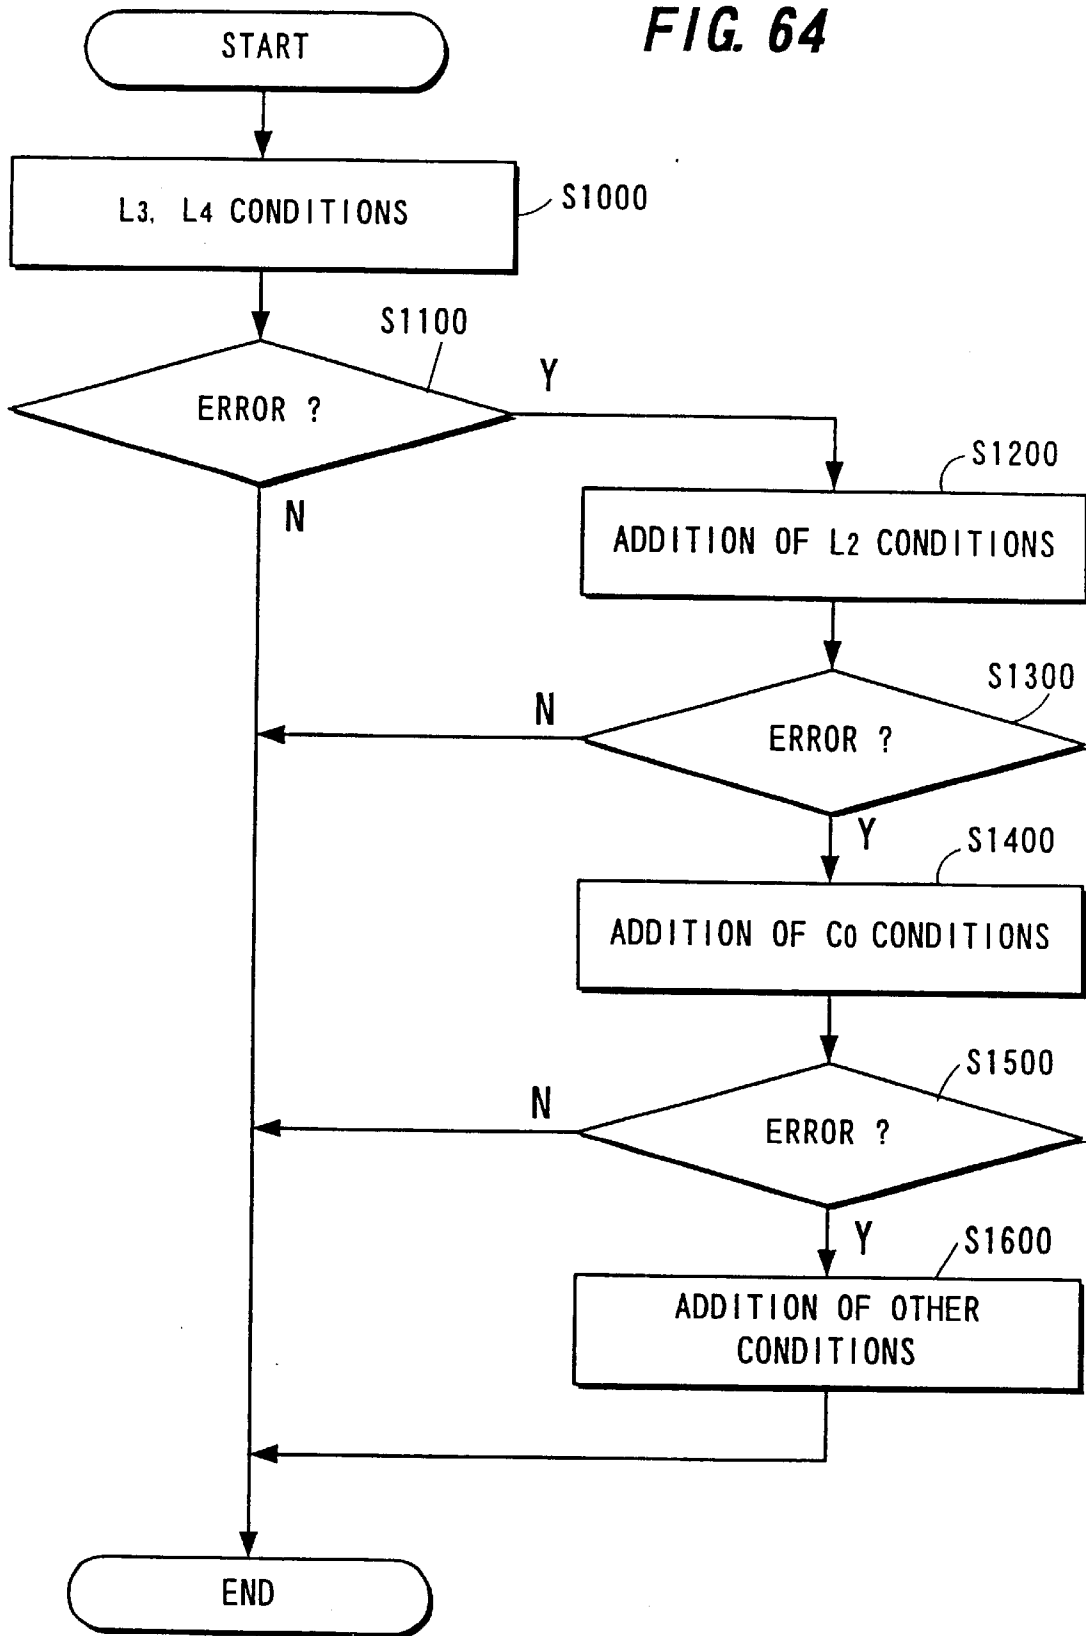 FIG. 64
START
L3, L4 CONDITIONS
S1000
S1100
ERROR ?
Y
N
S1200
ADDITION OF L2 CONDITIONS
S1300
ERROR ?
N
Y
S1400
ADDITION OF C0 CONDITIONS
S1500
ERROR ?
N
Y
S1600
ADDITION OF OTHER
CONDITIONS
END